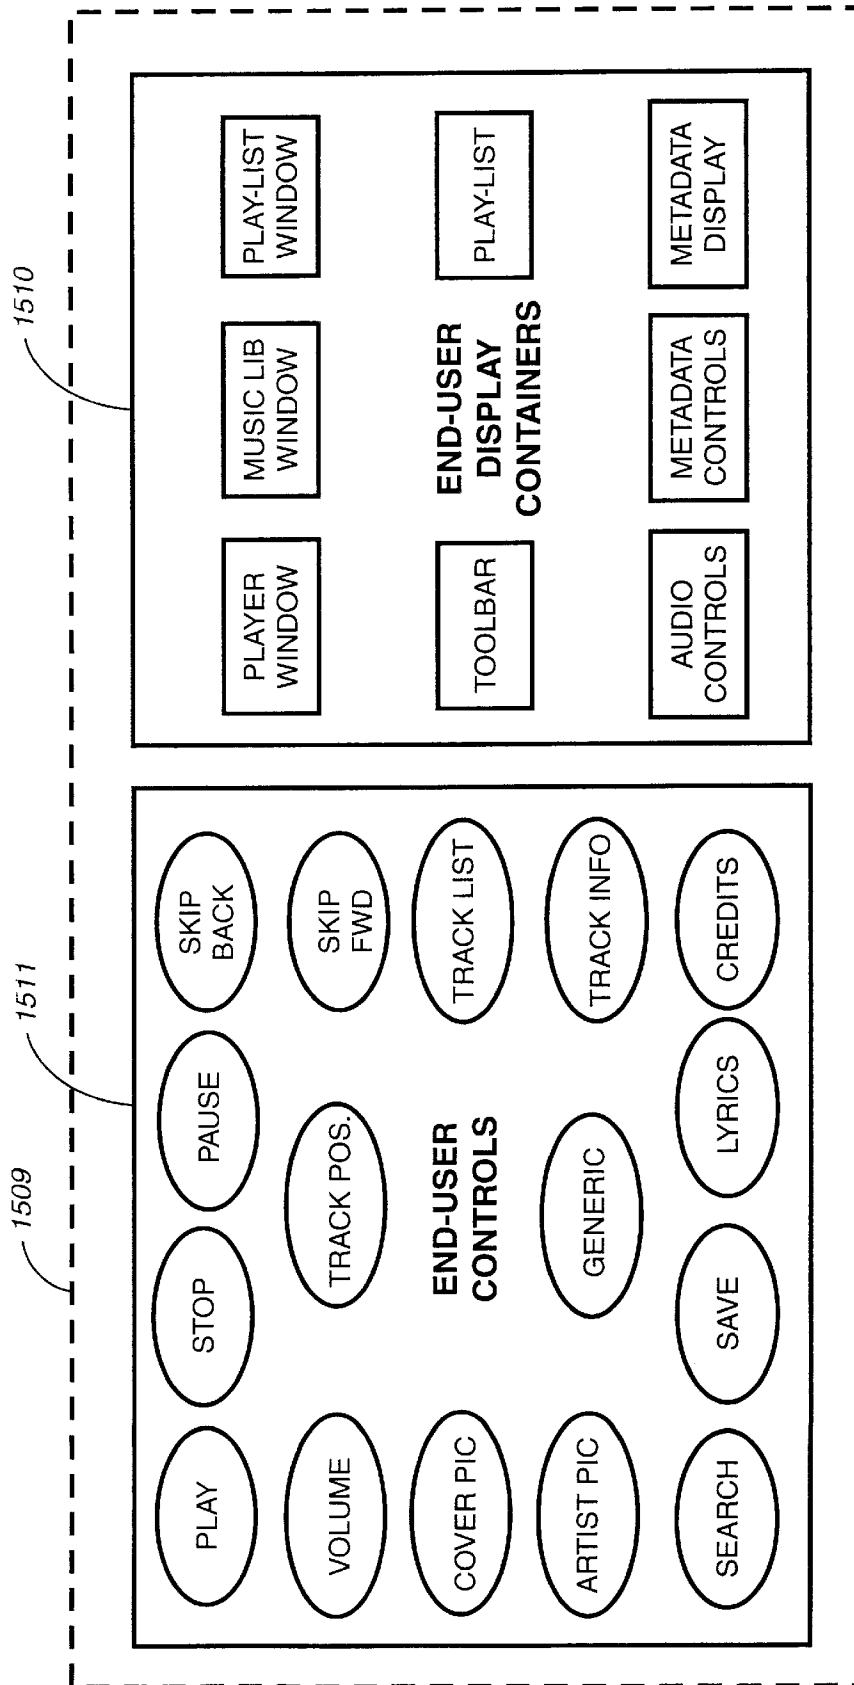 1509
1511
1510
PLAY
STOP
PAUSE
SKIP
BACK
VOLUME
TRACK POS.
SKIP
FWD
COVER PIC
END-USER
CONTROLS
TRACK LIST
ARTIST PIC
GENERIC
TRACK INFO
SEARCH
SAVE
LYRICS
CREDITS
PLAYER
WINDOW
MUSIC LIB
WINDOW
PLAY-LIST
WINDOW
TOOLBAR
END-USER
DISPLAY
CONTAINERS
PLAY-LIST
AUDIO
CONTROLS
METADATA
CONTROLS
METADATA
DISPLAY